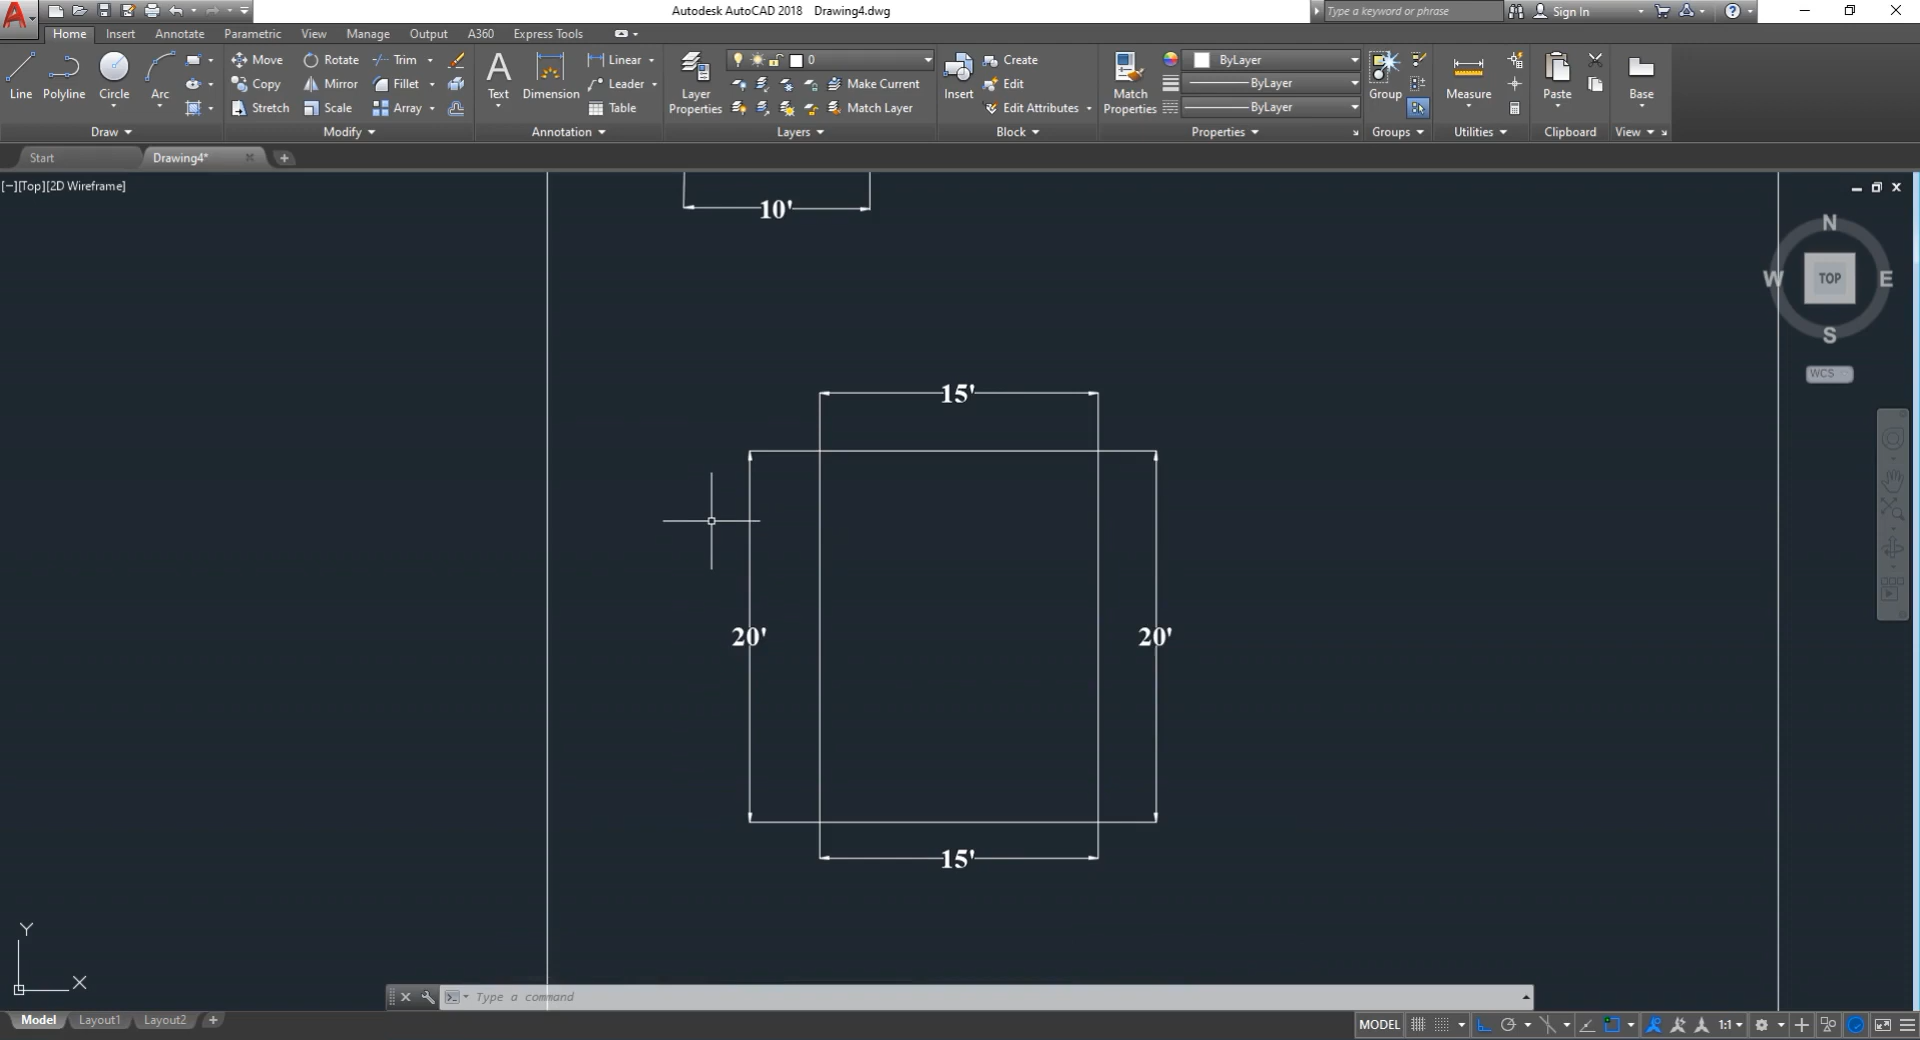 Autodesk AutoCAD 2018 Drawing4.dwg
Type a keyword or phrase
Sign In
Home Insert Annotate Parametric View Manage Output A360 Express Tools
Line
Polyline
Circle
Arc
Draw
Move
Copy
Stretch
Rotate
Mirror
Scale
Trim
Fillet
Array
Modify
Text
Dimension
Linear
Leader
Table
Annotation
Layer
Properties
0
Make Current
Match Layer
Layers
Insert
Create
Edit
Edit Attributes
Block
Match
Properties
ByLayer
ByLayer
ByLayer
Properties
Group
Groups
Measure
Utilities
Paste
Clipboard
Base
View
Start
Drawing4*
[−][Top][2D Wireframe]
10'
N
W
TOP
E
S
WCS
15'
20'
20'
15'
Y
X
Type a command
Model Layout1 Layout2
MODEL
1:1